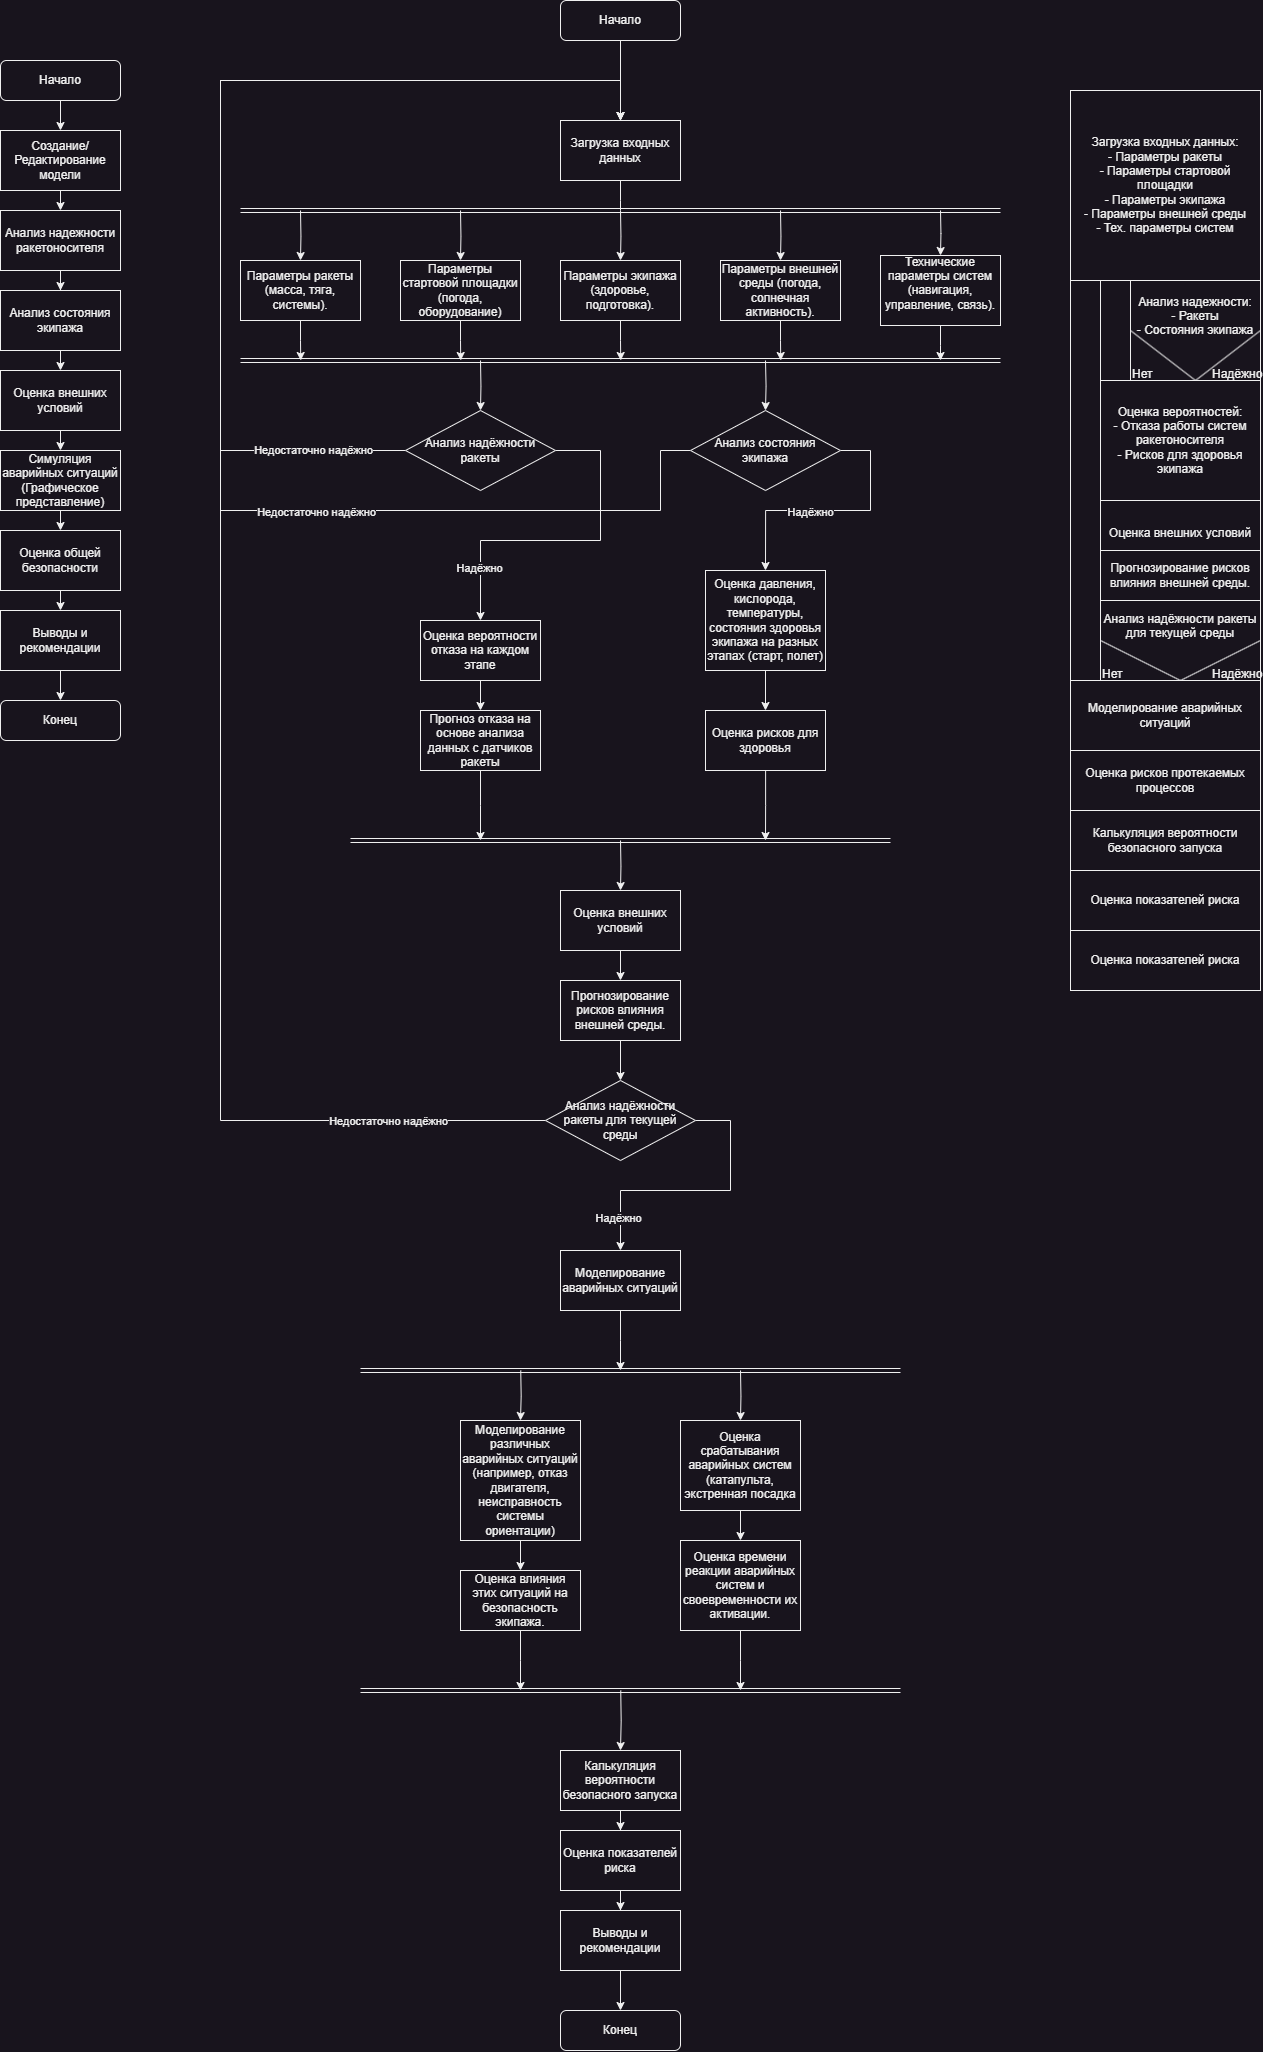 Начало
Создание/
Редактирование
модели
Анализ надежности
ракетоносителя
Анализ состояния
экипажа
Оценка внешних
условий
Симуляция
аварийных ситуаций
(Графическое
представление)
Оценка общей
безопасности
Выводы и
рекомендации
Конец
Начало
Загрузка входных
данных
Параметры ракеты
(масса, тяга,
системы).
Параметры
стартовой площадки
(погода,
оборудование)
Параметры экипажа
(здоровье,
подготовка).
Параметры внешней
среды (погода,
солнечная
активность).
Технические
параметры систем
(навигация,
управление, связь).
Анализ надёжности
ракеты
Анализ состояния
экипажа
Недостаточно надёжно
Недостаточно надёжно
Надёжно
Надёжно
Оценка вероятности
отказа на каждом
этапе
Прогноз отказа на
основе анализа
данных с датчиков
ракеты
Оценка давления,
кислорода,
температуры,
состояния здоровья
экипажа на разных
этапах (старт, полет)
Оценка рисков для
здоровья
Оценка внешних
условий
Прогнозирование
рисков влияния
внешней среды.
Анализ надёжности
ракеты для текущей
среды
Недостаточно надёжно
Надёжно
Моделирование
аварийных ситуаций
Моделирование
различных
аварийных ситуаций
(например, отказ
двигателя,
неисправность
системы
ориентации)
Оценка влияния
этих ситуаций на
безопасность
экипажа.
Оценка
срабатывания
аварийных систем
(катапульта,
экстренная посадка
Оценка времени
реакции аварийных
систем и
своевременности их
активации.
Калькуляция
вероятности
безопасного запуска
Оценка показателей
риска
Выводы и
рекомендации
Конец
Загрузка входных данных:
- Параметры ракеты
- Параметры стартовой
площадки
- Параметры экипажа
- Параметры внешней среды
- Тех. параметры систем
Анализ надежности:
- Ракеты
- Состояния экипажа
Нет
Надёжно
Оценка вероятностей:
- Отказа работы систем
ракетоносителя
- Рисков для здоровья
экипажа
Оценка внешних условий
Прогнозирование рисков
влияния внешней среды.
Анализ надёжности ракеты
для текущей среды
Нет
Надёжно
Моделирование аварийных
ситуаций
Оценка рисков протекаемых
процессов
Калькуляция вероятности
безопасного запуска
Оценка показателей риска
Оценка показателей риска